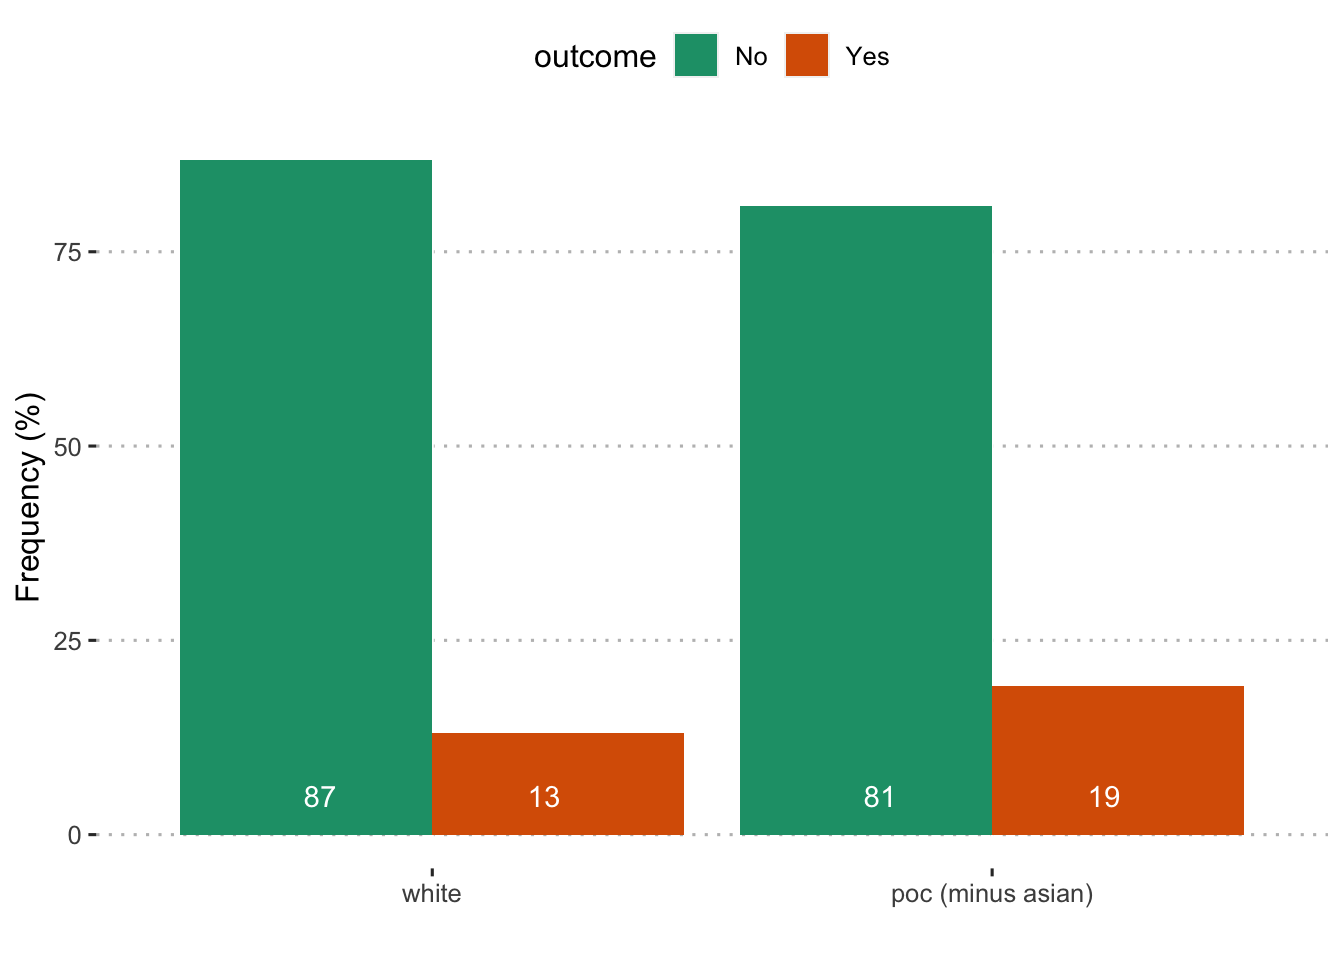 outcome No Yes
Frequency (%)
75
50
25
0
87 13 81 19
white poc (minus asian)